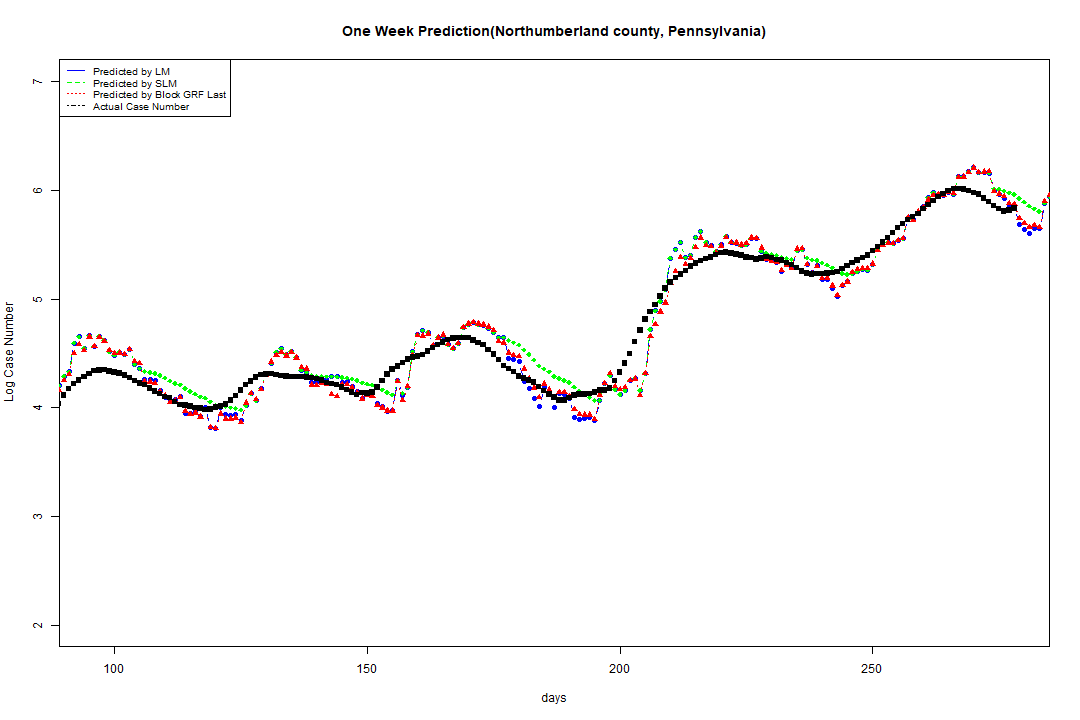 One Week Prediction(Northumberland county, Pennsylvania)
Predicted by LM
Predicted by SLM
Predicted by Block GRF Last
Actual Case Number
7
6
5
4
3
2
Log Case Number
100 150 200 250
days